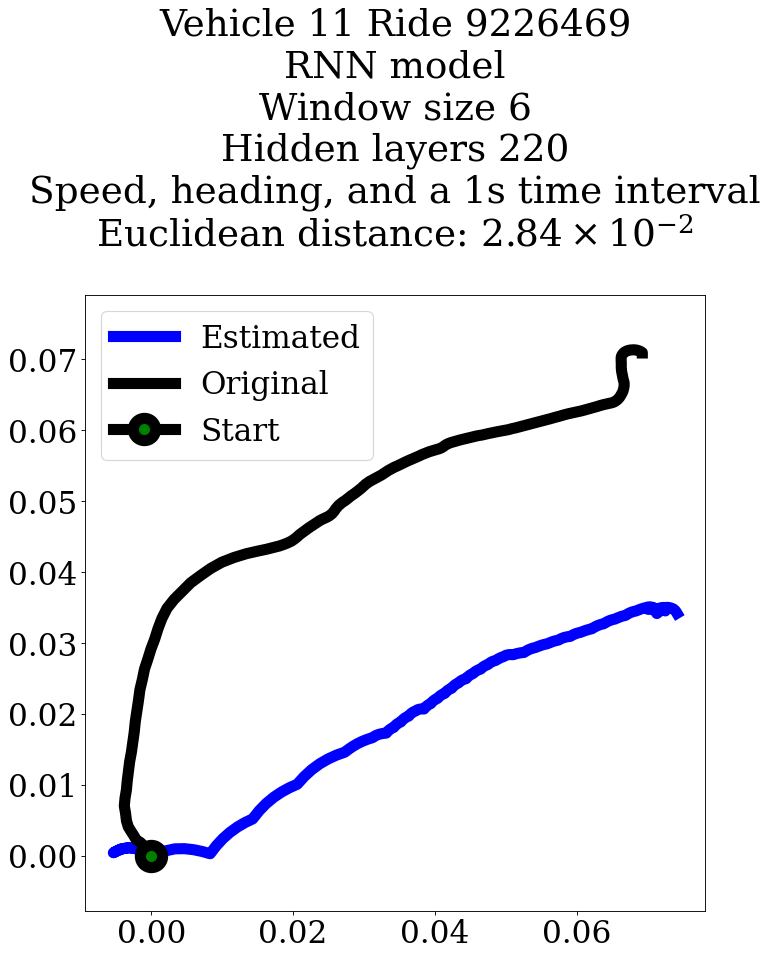 Vehicle 11 Ride 9226469
RNN model
Window size 6
Hidden layers 220
Speed, heading, and a 1s time interval
Euclidean distance: 2.84 × 10⁻²
Estimated
Original
Start
0.07
0.06
0.05
0.04
0.03
0.02
0.01
0.00
0.00 0.02 0.04 0.06